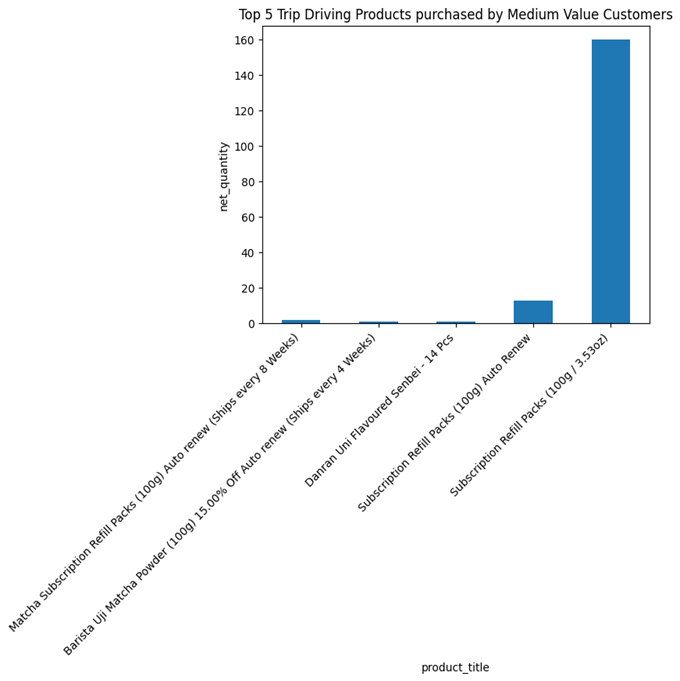 Top 5 Trip Driving Products purchased by Medium Value Customers
160
140
120
100
80
60
40
20
0
net_quantity
Matcha Subscription Refill Packs (100g) Auto renew (Ships every 8 Weeks)
Barista Uji Matcha Powder (100g) 15.00% Off Auto renew (Ships every 4 Weeks)
Danran Uni Flavoured Senbei - 14 Pcs
Subscription Refill Packs (100g) Auto Renew
Subscription Refill Packs (100g / 3.53oz)
product_title